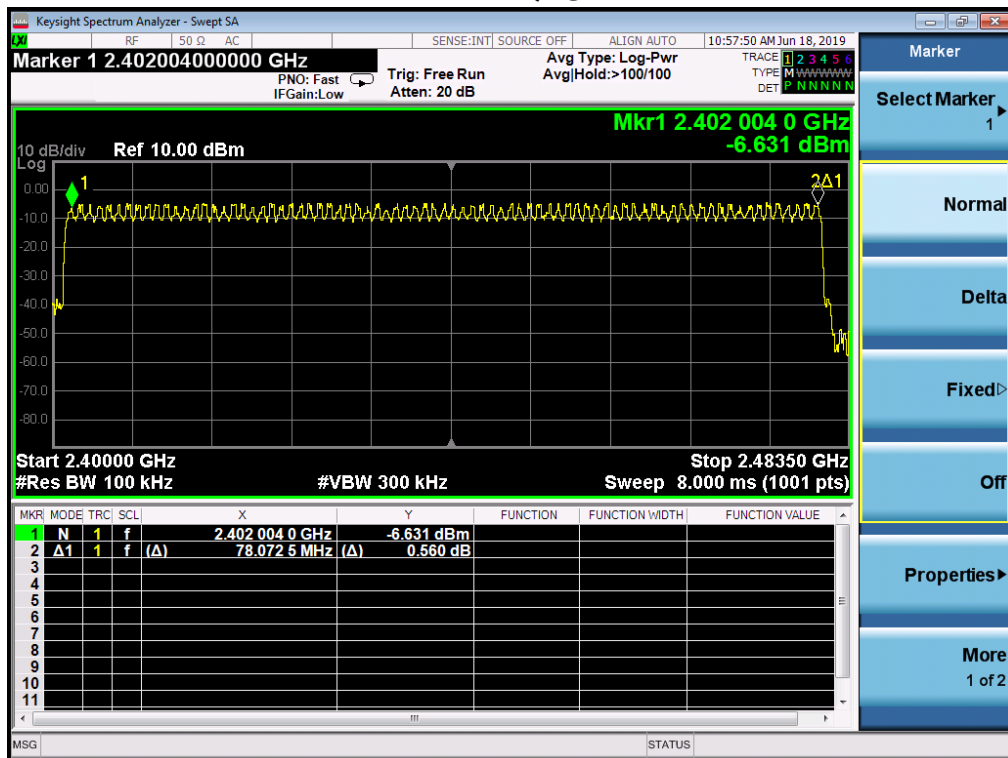 Keysight Spectrum Analyzer - Swept SA
LXI RF 50 Ω AC SENSE:INT SOURCE OFF ALIGN AUTO 10:57:50 AM Jun 18, 2019
Marker 1 2.402004000000 GHz
PNO: Fast
IFGain:Low
Trig: Free Run
Atten: 20 dB
Avg Type: Log-Pwr
Avg|Hold:>100/100
TRACE 1 2 3 4 5 6
TYPE M WWWWW
DET P N N N N N
Mkr1 2.402 004 0 GHz
-6.631 dBm
10 dB/div Ref 10.00 dBm
Log
1
2Δ1
0.00
-10.0
-20.0
-30.0
-40.0
-50.0
-60.0
-70.0
-80.0
Start 2.40000 GHz Stop 2.48350 GHz
#Res BW 100 kHz #VBW 300 kHz Sweep 8.000 ms (1001 pts)
MKR MODE TRC SCL X Y FUNCTION FUNCTION WIDTH FUNCTION VALUE
1 N 1 f 2.402 004 0 GHz -6.631 dBm
2 Δ1 1 f (Δ) 78.072 5 MHz (Δ) 0.560 dB
3
4
5
6
7
8
9
10
11
MSG STATUS
Marker
Select Marker
1
Normal
Delta
Fixed
Off
Properties
More
1 of 2